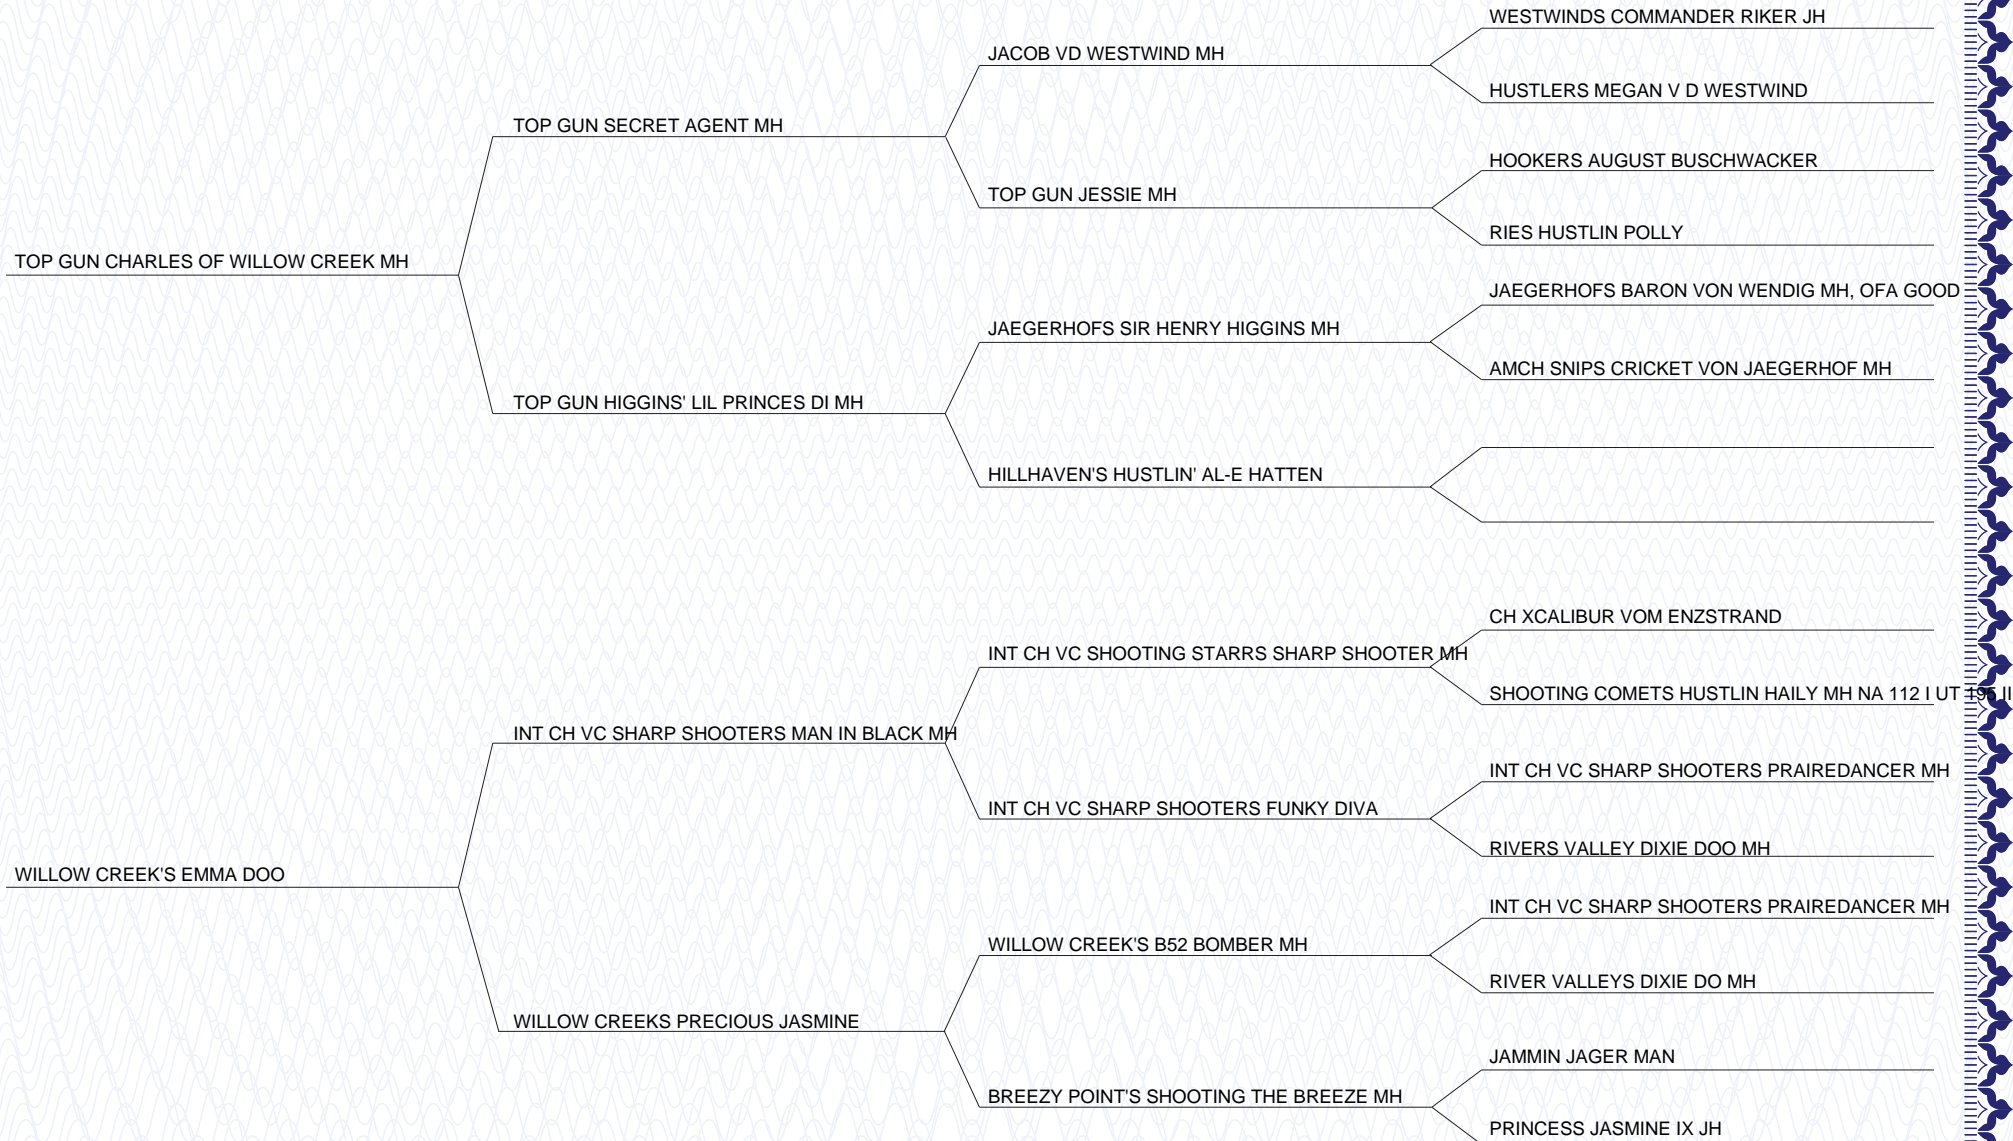 WESTWINDS COMMANDER RIKER JH
JACOB VD WESTWIND MH
HUSTLERS MEGAN V D WESTWIND
TOP GUN SECRET AGENT MH
HOOKERS AUGUST BUSCHWACKER
TOP GUN JESSIE MH
RIES HUSTLIN POLLY
TOP GUN CHARLES OF WILLOW CREEK MH
JAEGERHOFS BARON VON WENDIG MH, OFA GOOD
JAEGERHOFS SIR HENRY HIGGINS MH
AMCH SNIPS CRICKET VON JAEGERHOF MH
TOP GUN HIGGINS' LIL PRINCES DI MH
HILLHAVEN'S HUSTLIN' AL-E HATTEN
CH XCALIBUR VOM ENZSTRAND
INT CH VC SHOOTING STARRS SHARP SHOOTER MH
SHOOTING COMETS HUSTLIN HAILY MH NA 112 I UT 195 II
INT CH VC SHARP SHOOTERS MAN IN BLACK MH
INT CH VC SHARP SHOOTERS PRAIREDANCER MH
INT CH VC SHARP SHOOTERS FUNKY DIVA
RIVERS VALLEY DIXIE DOO MH
WILLOW CREEK'S EMMA DOO
INT CH VC SHARP SHOOTERS PRAIREDANCER MH
WILLOW CREEK'S B52 BOMBER MH
RIVER VALLEYS DIXIE DO MH
WILLOW CREEKS PRECIOUS JASMINE
JAMMIN JAGER MAN
BREEZY POINT'S SHOOTING THE BREEZE MH
PRINCESS JASMINE IX JH